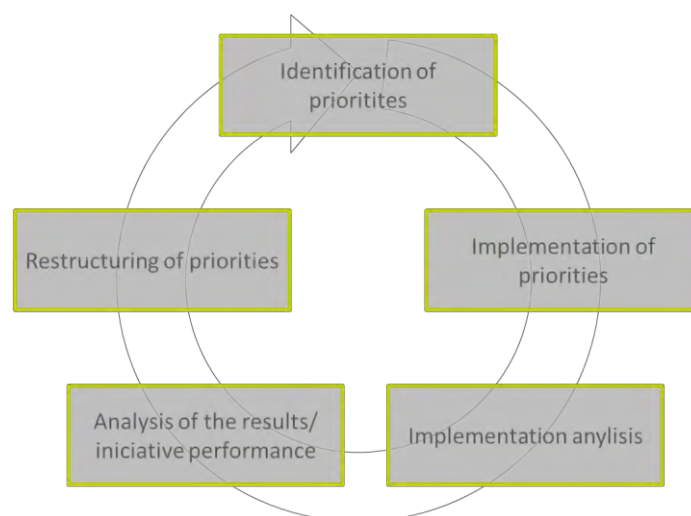 Identification of
prioritites
Implementation of
priorities
Implementation anylisis
Analysis of the results/
iniciative performance
Restructuring of priorities